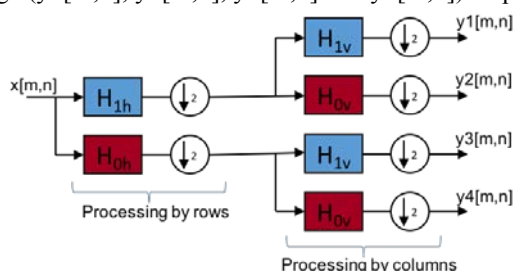 y1[m,n]
H1v
↓2
x[m,n]
H1h
↓2
H0v
↓2
y2[m,n]
H0h
↓2
H1v
↓2
y3[m,n]
Processing by rows
H0v
↓2
y4[m,n]
Processing by columns